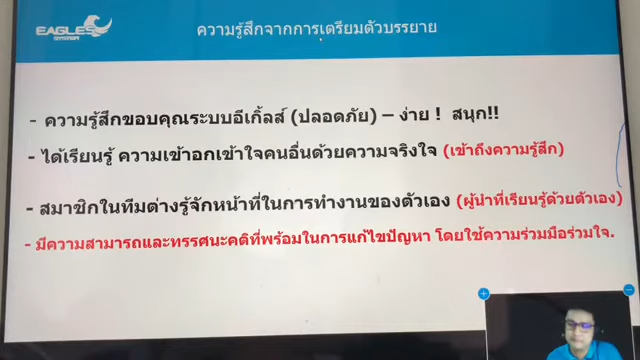 EAGLES
SYSTEM
ความรู้สึกจากการเตรียมตัวบรรยาย
- ความรู้สึกขอบคุณระบบอีเกิ้ลส์ (ปลอดภัย) – ง่าย ! สนุก!!
- ได้เรียนรู้ ความเข้าอกเข้าใจคนอื่นด้วยความจริงใจ (เข้าถึงความรู้สึก)
- สมาชิกในทีมต่างรู้จักหน้าที่ในการทำงานของตัวเอง (ผู้นำที่เรียนรู้ด้วยตัวเอง)
- มีความสามารถและทรรศนะคติที่พร้อมในการแก้ไขปัญหา โดยใช้ความร่วมมือร่วมใจ.